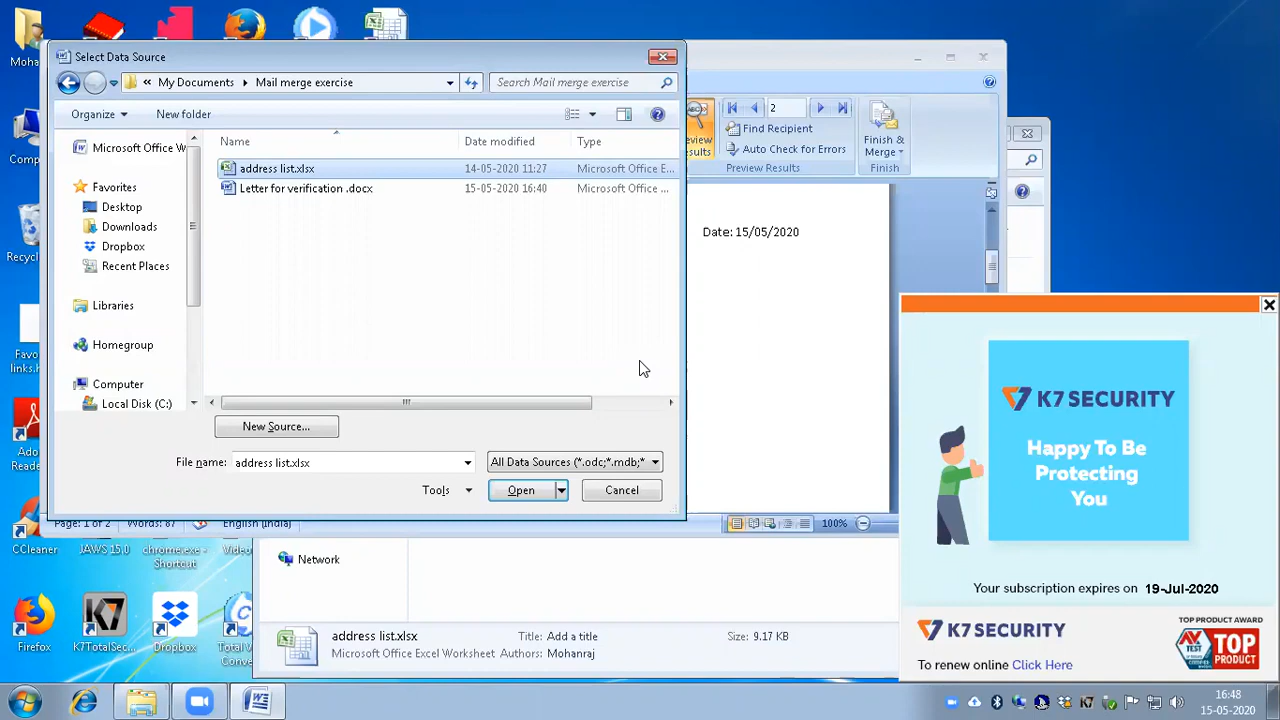 Moha
Select Data Source
« My Documents Mail merge exercise
Search Mail merge exercise
Organize
New folder
2
Find Recipient
Auto Check for Errors
Preview Results
Finish & Merge
Finish
Microsoft Office W
Name
Date modified
Type
address list.xlsx
14-05-2020 11:27
Microsoft Office E...
Letter for verification .docx
15-05-2020 16:40
Microsoft Office ...
Favorites
Desktop
Downloads
Dropbox
Recent Places
Libraries
Homegroup
Computer
Local Disk (C:)
Comp
Recycl
Favo
links.h
Ado
Reade
Date: 15/05/2020
New Source...
File name:
address list.xlsx
All Data Sources (*.odc;*.mdb;*
Tools
Open
Cancel
Page: 1 of 2
Words: 87
English (India)
100%
CCleaner
JAWS 15.0
chrome.exe - Shortcut
Video
Network
K7 SECURITY
Happy To Be
Protecting
You
Your subscription expires on 19-Jul-2020
K7 SECURITY
To renew online Click Here
TOP PRODUCT AWARD
AV TEST
TOP PRODUCT
Firefox
K7TotalSec...
Dropbox
Total V
Conve
address list.xlsx
Title: Add a title
Size: 9.17 KB
Microsoft Office Excel Worksheet
Authors: Mohanraj
16:48
15-05-2020